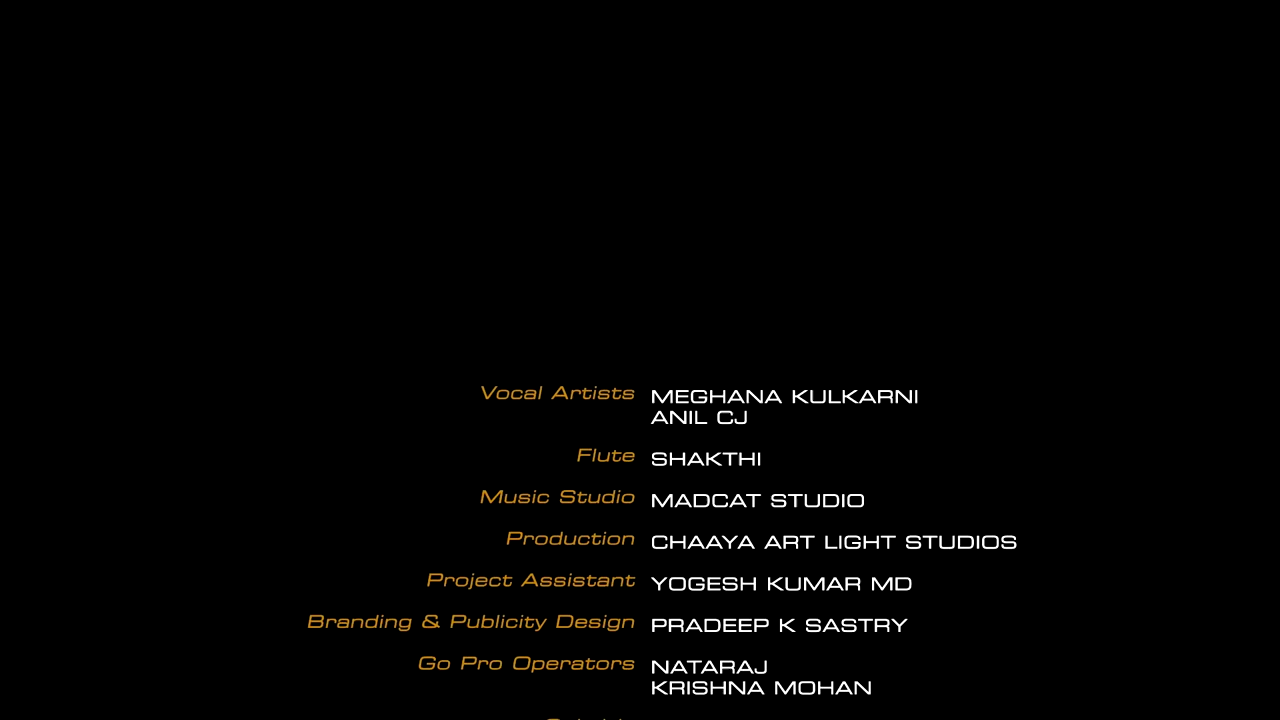 Vocal Artists MEGHANA KULKARNI
ANIL CJ
Flute SHAKTHI
Music Studio MADCAT STUDIO
Production CHAAYA ART LIGHT STUDIOS
Project Assistant YOGESH KUMAR MD
Branding & Publicity Design PRADEEP K SASTRY
Go Pro Operators NATARAJ
KRISHNA MOHAN